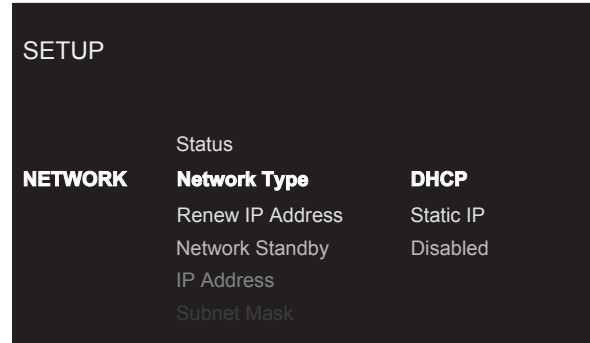 SETUP
Status
NETWORK Network Type DHCP
Renew IP Address Static IP
Network Standby Disabled
IP Address
Subnet Mask